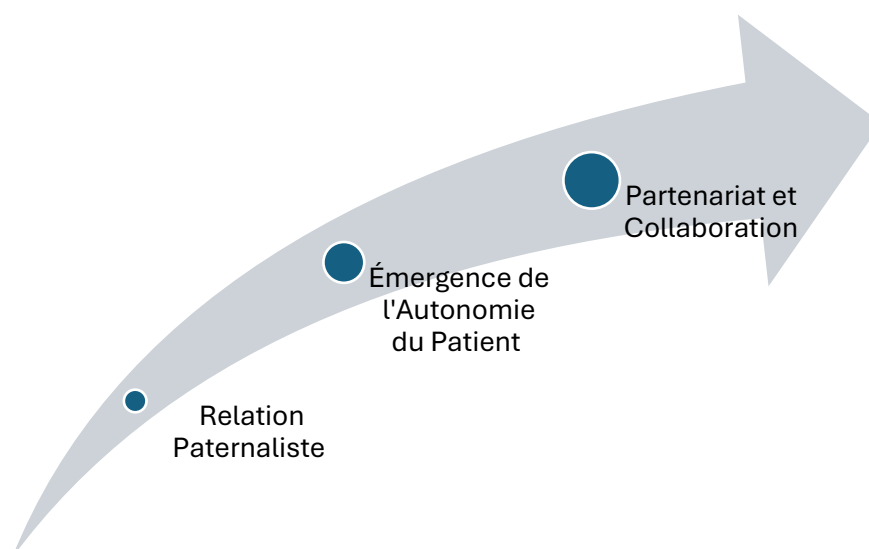 Partenariat et
Collaboration
Émergence de
l'Autonomie
du Patient
Relation
Paternaliste